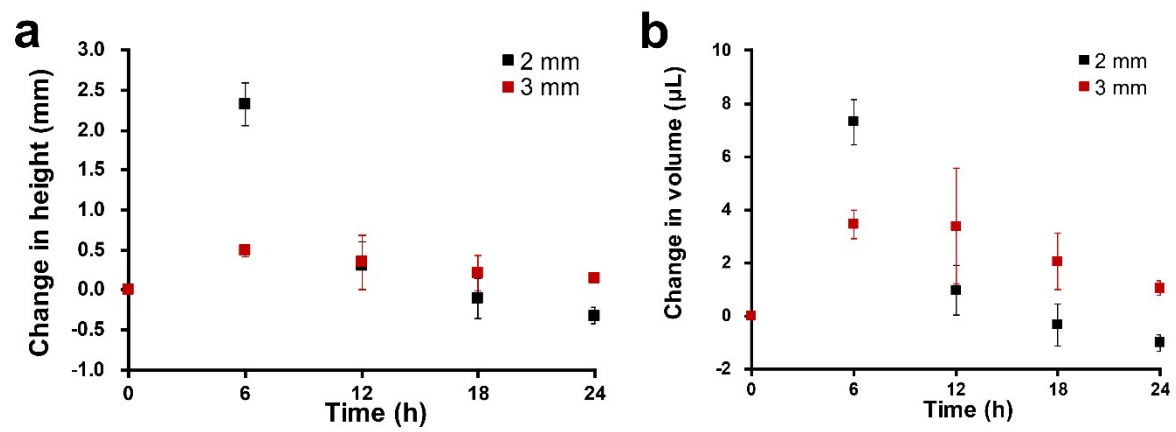 a
3.0
2.5
2.0
1.5
1.0
0.5
0.0
-0.5
-1.0
Change in height (mm)
2 mm
3 mm
0 6 12 18 24
Time (h)
b
10
8
6
4
2
0
-2
Change in volume (µL)
2 mm
3 mm
0 6 12 18 24
Time (h)